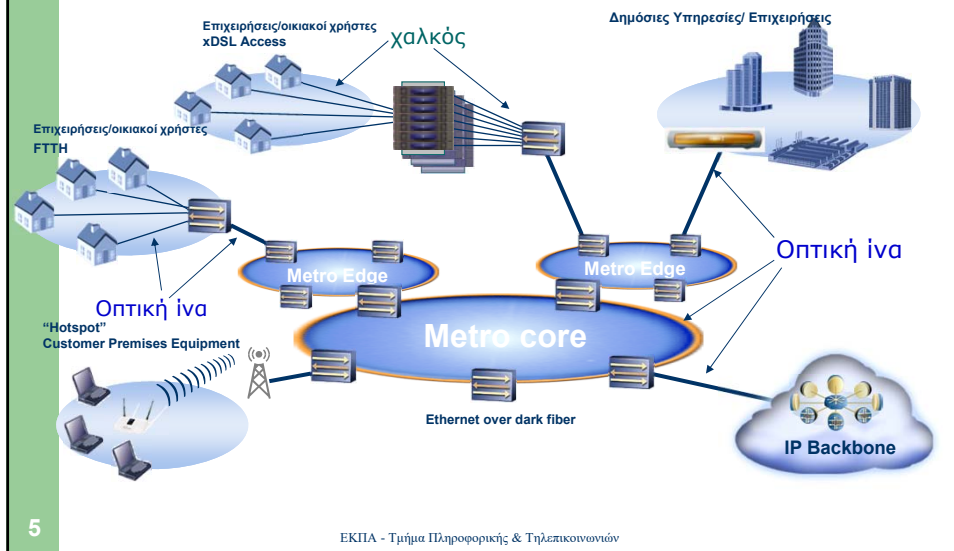 Επιχειρήσεις/οικιακοί χρήστες
xDSL Access
χαλκός
Δημόσιες Υπηρεσίες/ Επιχειρήσεις
Επιχειρήσεις/οικιακοί χρήστες
FTTH
Metro Edge
Metro Edge
Οπτική ίνα
Οπτική ίνα
"Hotspot"
Customer Premises Equipment
Metro core
Ethernet over dark fiber
IP Backbone
5
ΕΚΠΑ - Τμήμα Πληροφορικής & Τηλεπικοινωνιών